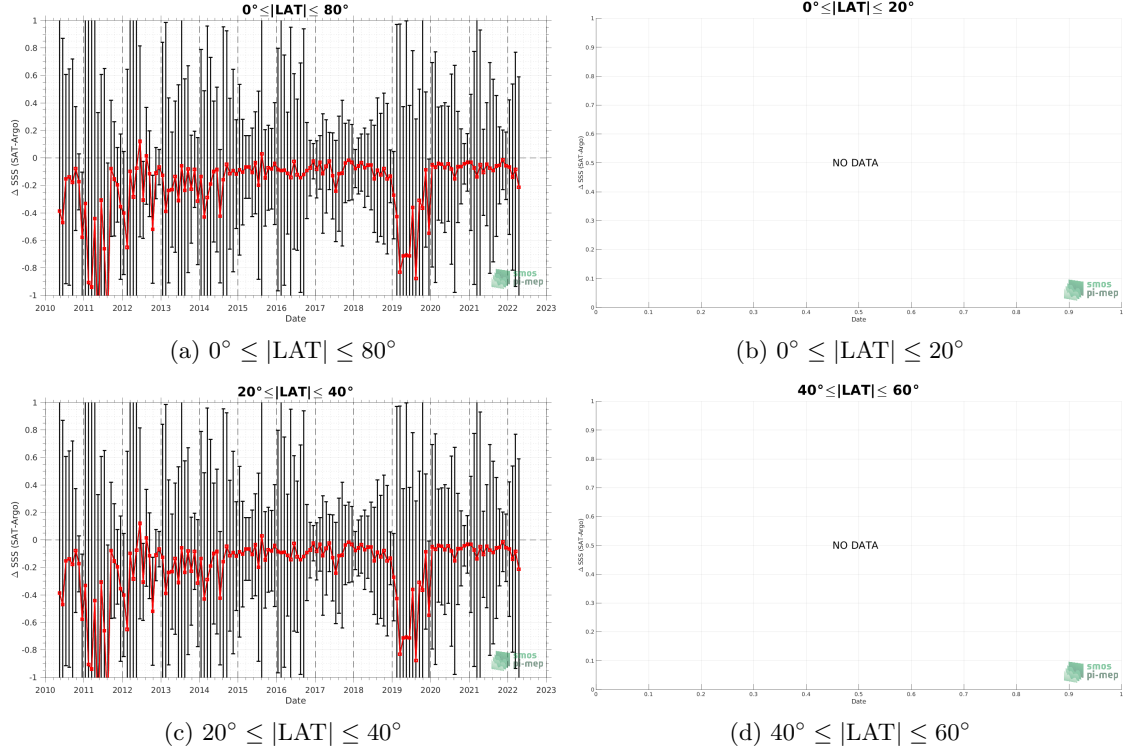 0°≤|LAT|≤ 80°
1
0.8
0.6
0.4
0.2
0
-0.2
-0.4
-0.6
-0.8
-1
Δ SSS (SAT-Argo)
2010 2011 2012 2013 2014 2015 2016 2017 2018 2019 2020 2021 2022 2023
Date
smos
pi-mep
(a) 0° ≤ |LAT| ≤ 80°
0°≤|LAT|≤ 20°
1
0.9
0.8
0.7
0.6
0.5
0.4
0.3
0.2
0.1
0
Δ SSS (SAT-Argo)
NO DATA
0 0.1 0.2 0.3 0.4 0.5 0.6 0.7 0.8 0.9 1
Date
smos
pi-mep
(b) 0° ≤ |LAT| ≤ 20°
20°≤|LAT|≤ 40°
1
0.8
0.6
0.4
0.2
0
-0.2
-0.4
-0.6
-0.8
-1
Δ SSS (SAT-Argo)
2010 2011 2012 2013 2014 2015 2016 2017 2018 2019 2020 2021 2022 2023
Date
smos
pi-mep
(c) 20° ≤ |LAT| ≤ 40°
40°≤|LAT|≤ 60°
1
0.9
0.8
0.7
0.6
0.5
0.4
0.3
0.2
0.1
0
Δ SSS (SAT-Argo)
NO DATA
0 0.1 0.2 0.3 0.4 0.5 0.6 0.7 0.8 0.9 1
Date
smos
pi-mep
(d) 40° ≤ |LAT| ≤ 60°